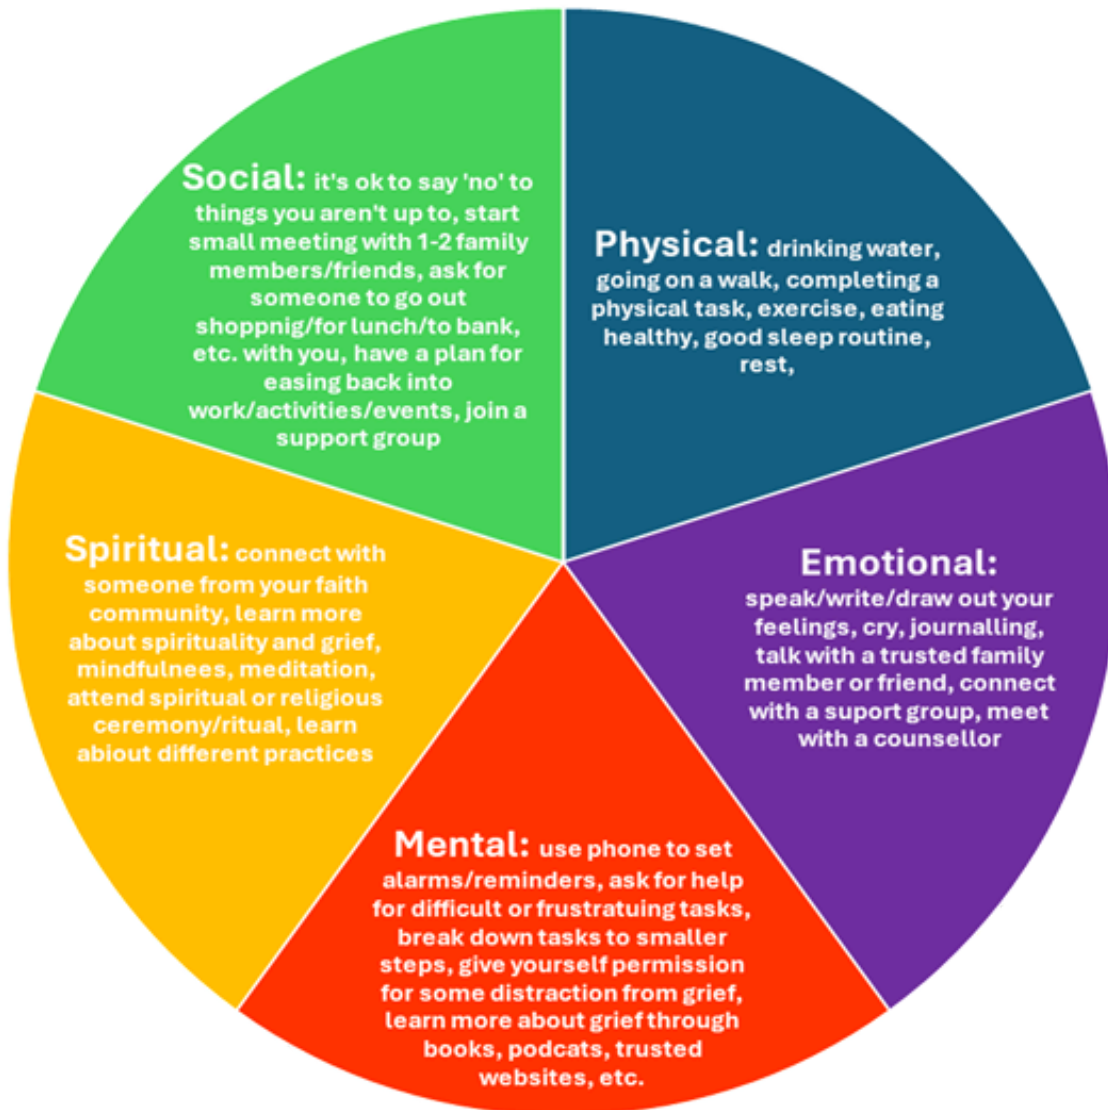 Social: it's ok to say 'no' to
things you aren't up to, start
small meeting with 1-2 family
members/friends, ask for
someone to go out
shoppnig/for lunch/to bank,
etc. with you, have a plan for
easing back into
work/activities/events, join a
support group
Physical: drinking water,
going on a walk, completing a
physical task, exercise, eating
healthy, good sleep routine,
rest,
Spiritual: connect with
someone from your faith
community, learn more
about spirituality and grief,
mindfulnees, meditation,
attend spiritual or religious
ceremony/ritual, learn
abiout different practices
Emotional:
speak/write/draw out your
feelings, cry, journalling,
talk with a trusted family
member or friend, connect
with a suport group, meet
with a counsellor
Mental: use phone to set
alarms/reminders, ask for help
for difficult or frustratuing tasks,
break down tasks to smaller
steps, give yourself permission
for some distraction from grief,
learn more about grief through
books, podcats, trusted
websites, etc.